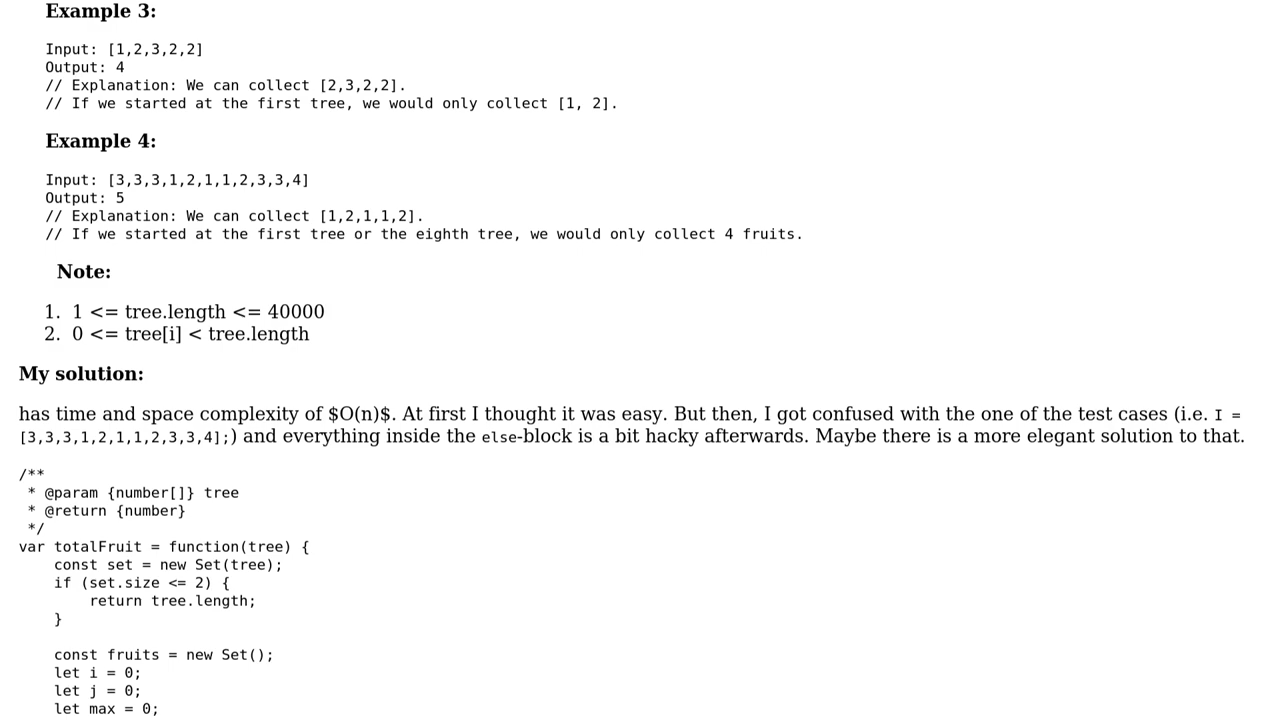 Example 3:
Input: [1,2,3,2,2]
Output: 4
// Explanation: We can collect [2,3,2,2].
// If we started at the first tree, we would only collect [1, 2].
Example 4:
Input: [3,3,3,1,2,1,1,2,3,3,4]
Output: 5
// Explanation: We can collect [1,2,1,1,2].
// If we started at the first tree or the eighth tree, we would only collect 4 fruits.
Note:
1. 1 <= tree.length <= 40000
2. 0 <= tree[i] < tree.length
My solution:
has time and space complexity of $O(n)$. At first I thought it was easy. But then, I got confused with the one of the test cases (i.e. I =
[3,3,3,1,2,1,1,2,3,3,4];) and everything inside the else-block is a bit hacky afterwards. Maybe there is a more elegant solution to that.
/**
 * @param {number[]} tree
 * @return {number}
 */
var totalFruit = function(tree) {
    const set = new Set(tree);
    if (set.size <= 2) {
        return tree.length;
    }
    const fruits = new Set();
    let i = 0;
    let j = 0;
    let max = 0;